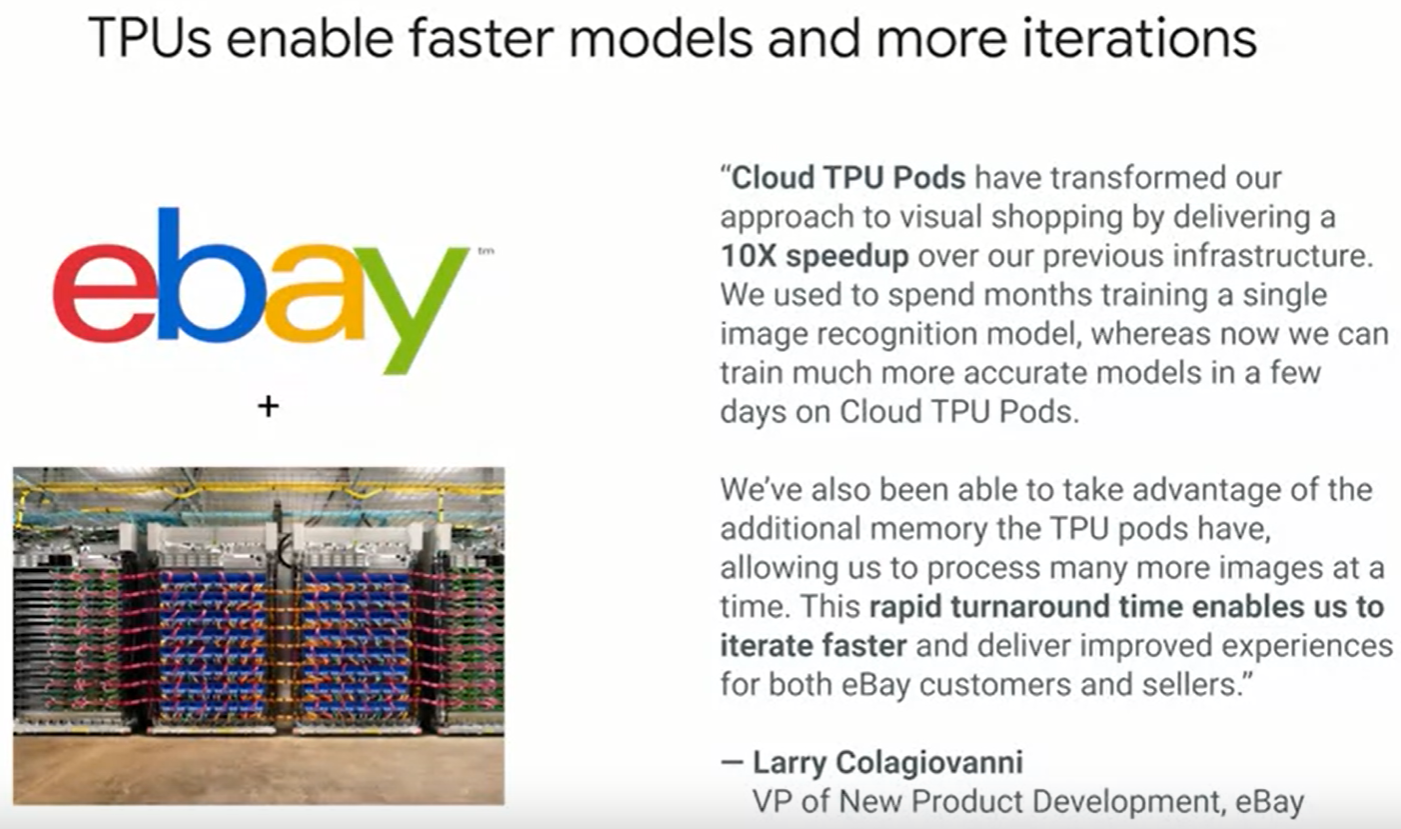 TPUs enable faster models and more iterations
ebay™
+
“Cloud TPU Pods have transformed our
approach to visual shopping by delivering a
10X speedup over our previous infrastructure.
We used to spend months training a single
image recognition model, whereas now we can
train much more accurate models in a few
days on Cloud TPU Pods.
We’ve also been able to take advantage of the
additional memory the TPU pods have,
allowing us to process many more images at a
time. This rapid turnaround time enables us to
iterate faster and deliver improved experiences
for both eBay customers and sellers.”
— Larry Colagiovanni
VP of New Product Development, eBay